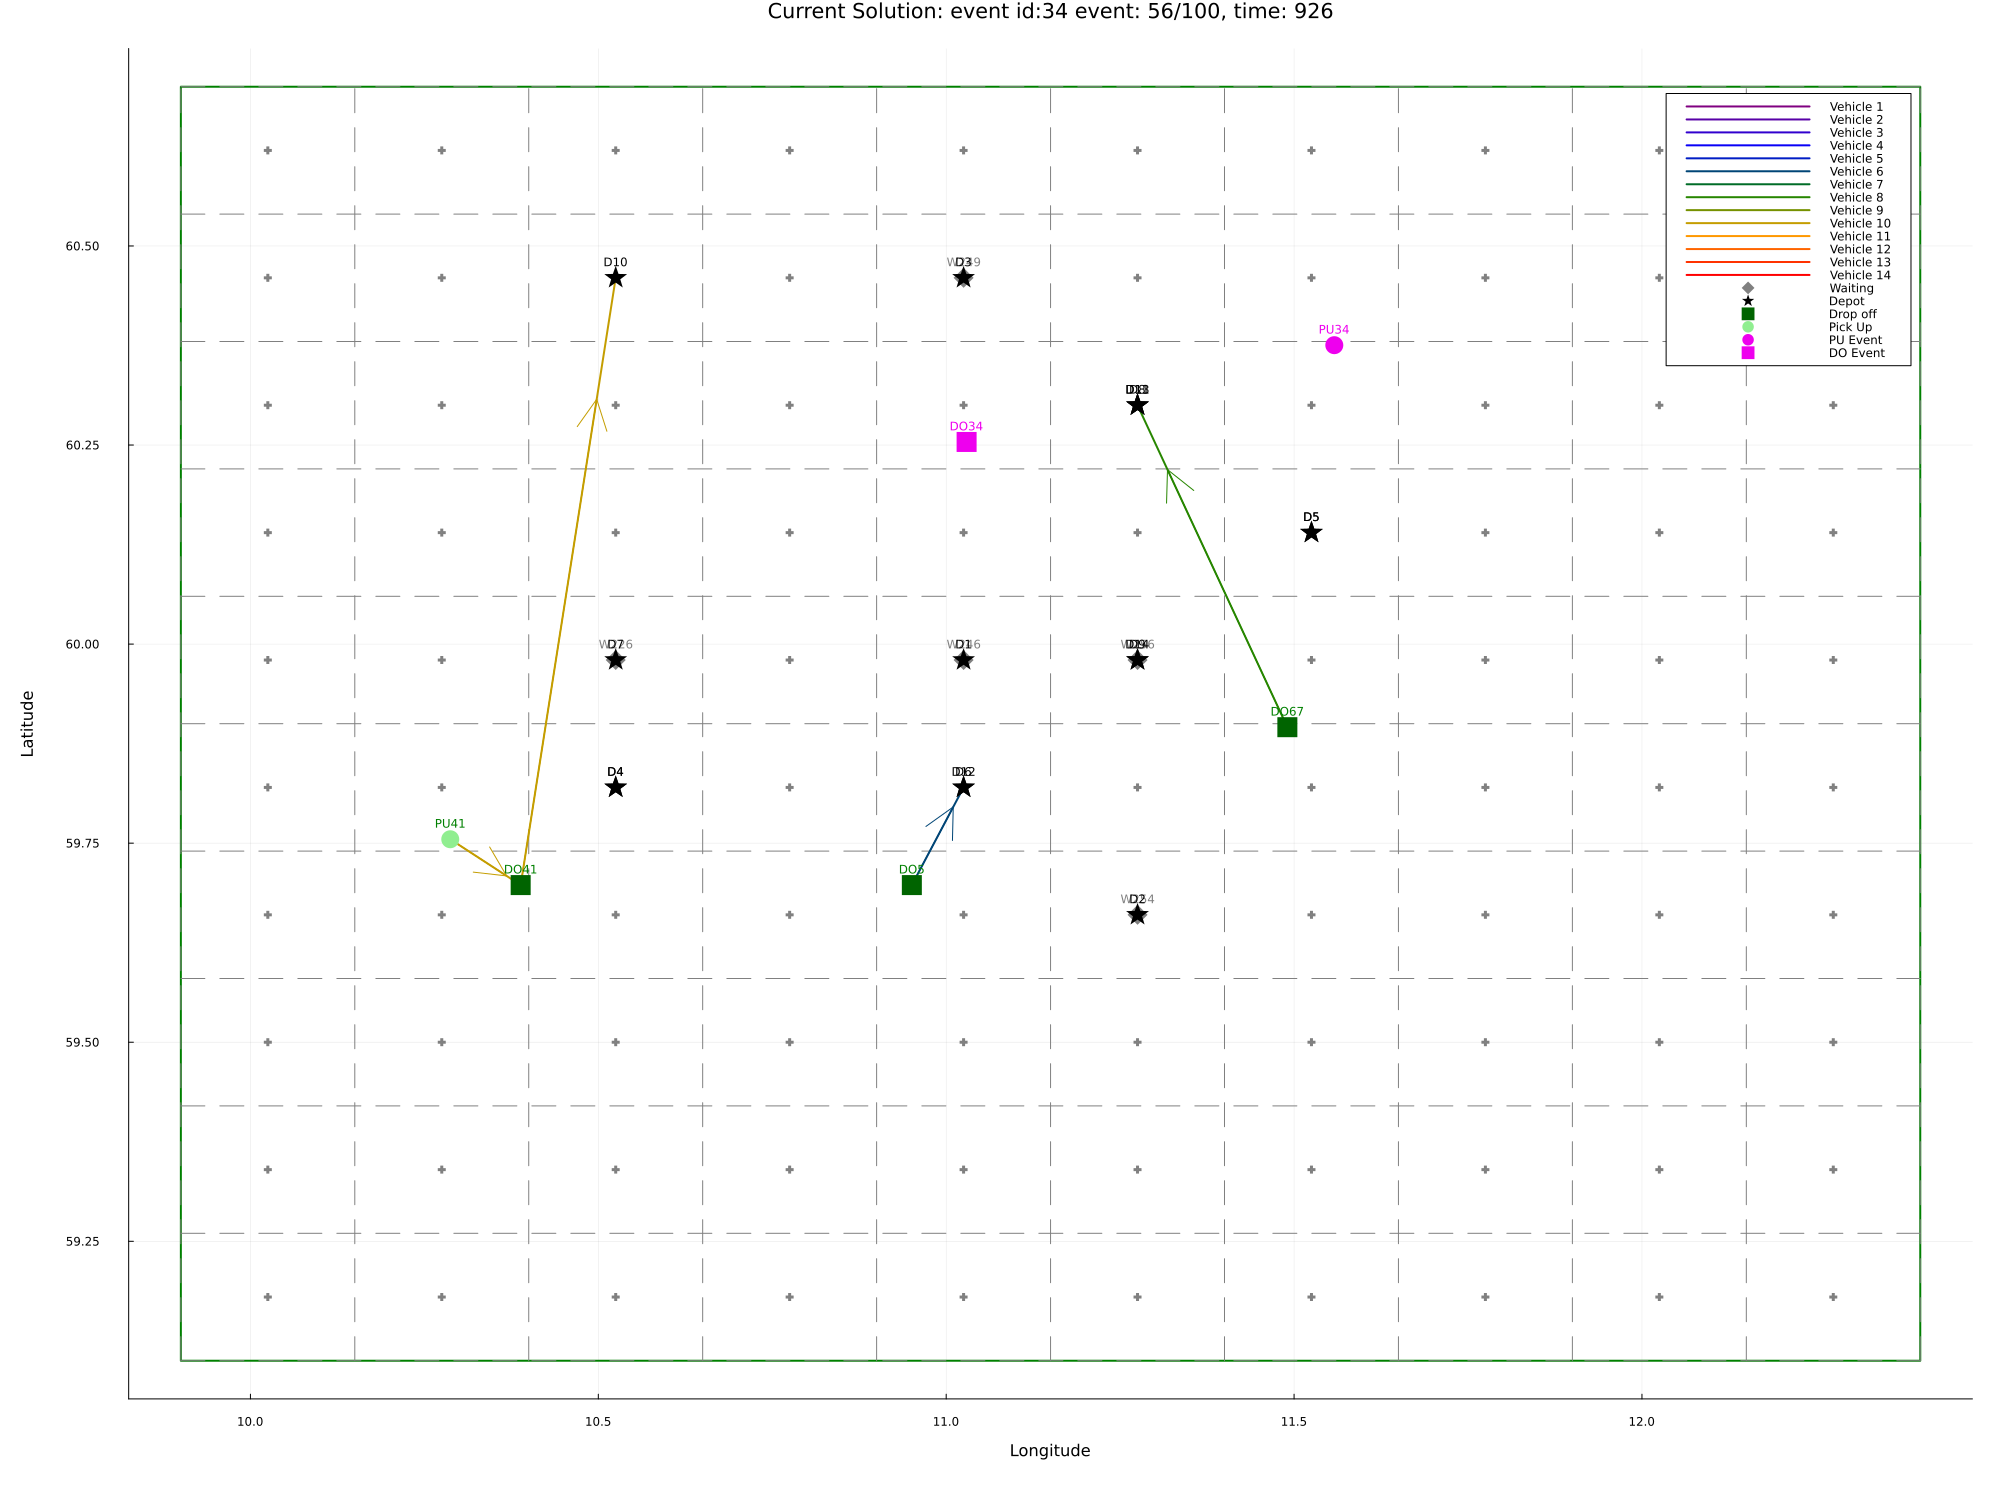 Current Solution: event id:34 event: 56/100, time: 926
Vehicle 1
Vehicle 2
Vehicle 3
Vehicle 4
Vehicle 5
Vehicle 6
Vehicle 7
Vehicle 8
Vehicle 9
Vehicle 10
Vehicle 11
Vehicle 12
Vehicle 13
Vehicle 14
Waiting
Depot
Drop off
Pick Up
PU Event
DO Event
60.50
D10
D3
PU34
60.25
DO34
D5
60.00
D7
D1
DO67
Latitude
D4
PU41
59.75
DO41
DO5
D2
59.50
59.25
10.0
10.5
11.0
11.5
12.0
Longitude